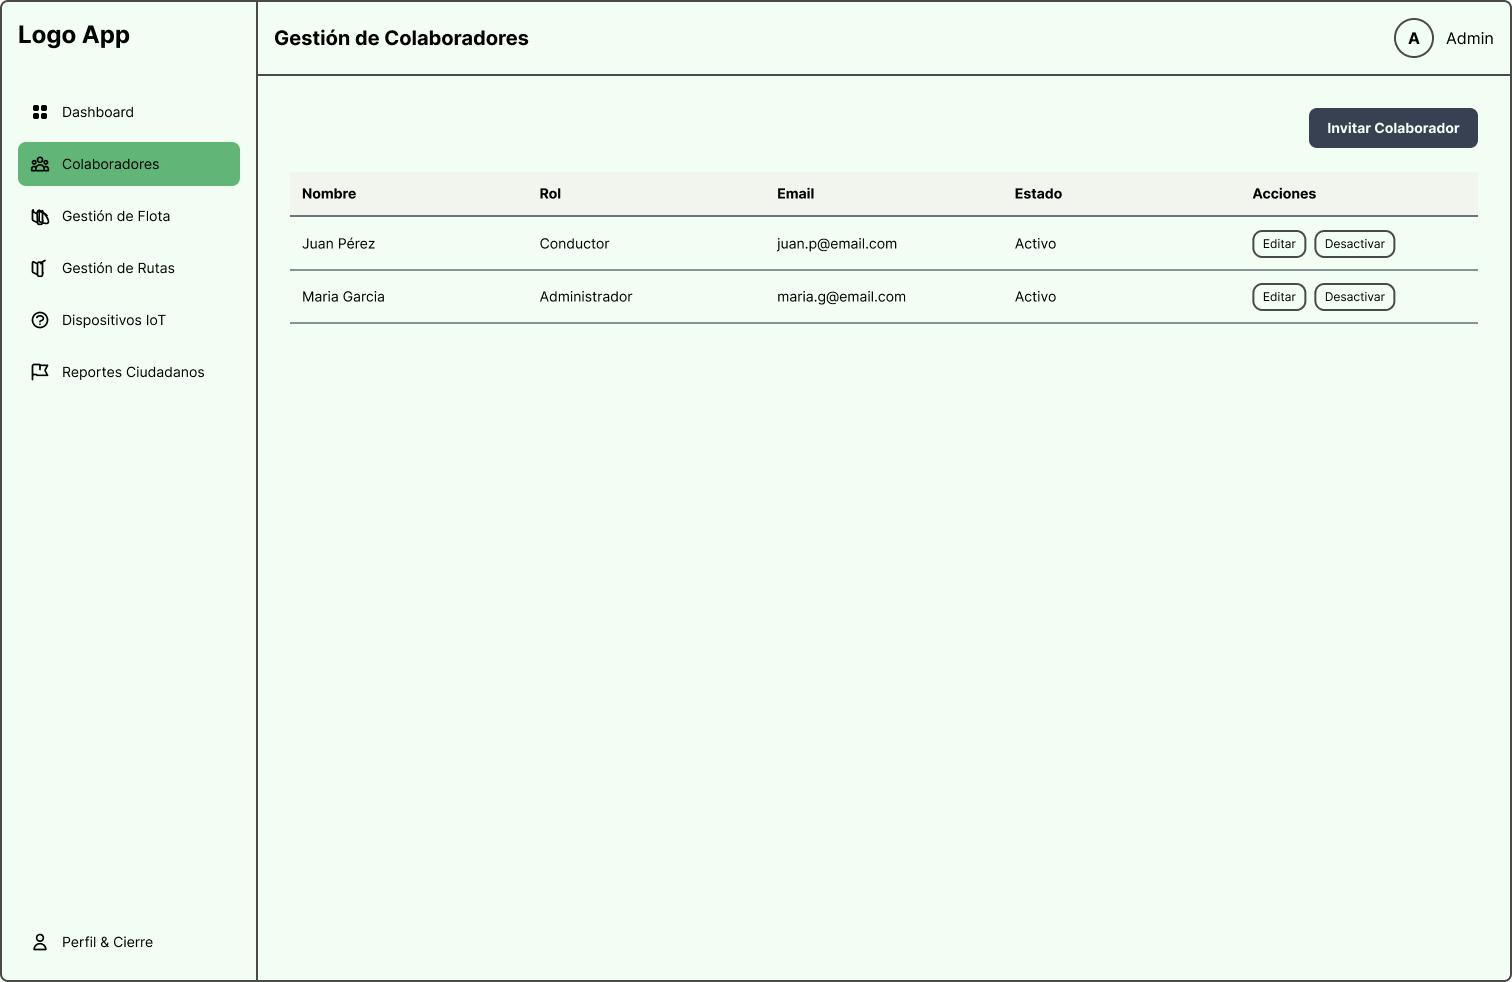 Logo App
Dashboard
Colaboradores
Gestión de Flota
Gestión de Rutas
Dispositivos IoT
Reportes Ciudadanos
Perfil & Cierre
Gestión de Colaboradores
A Admin
Invitar Colaborador
Nombre Rol Email Estado Acciones
Juan Pérez Conductor juan.p@email.com Activo Editar Desactivar
Maria Garcia Administrador maria.g@email.com Activo Editar Desactivar